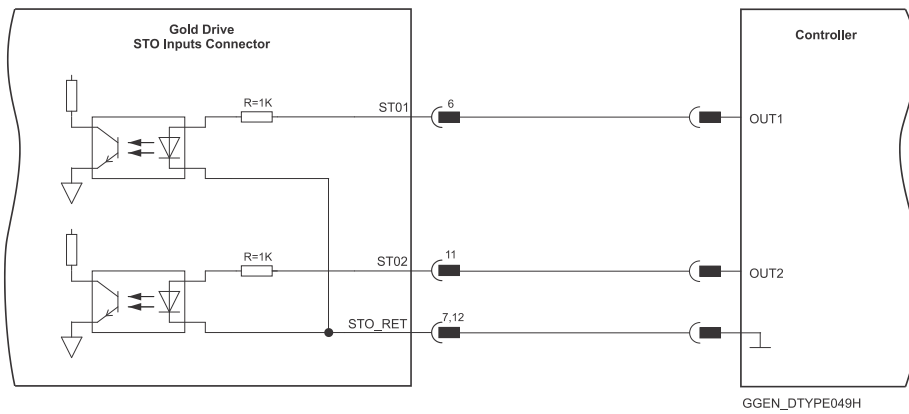 Gold Drive
STO Inputs Connector
Controller
R=1K
ST01
6
OUT1
R=1K
ST02
11
OUT2
STO_RET
7,12
GGEN_DTYPE049H